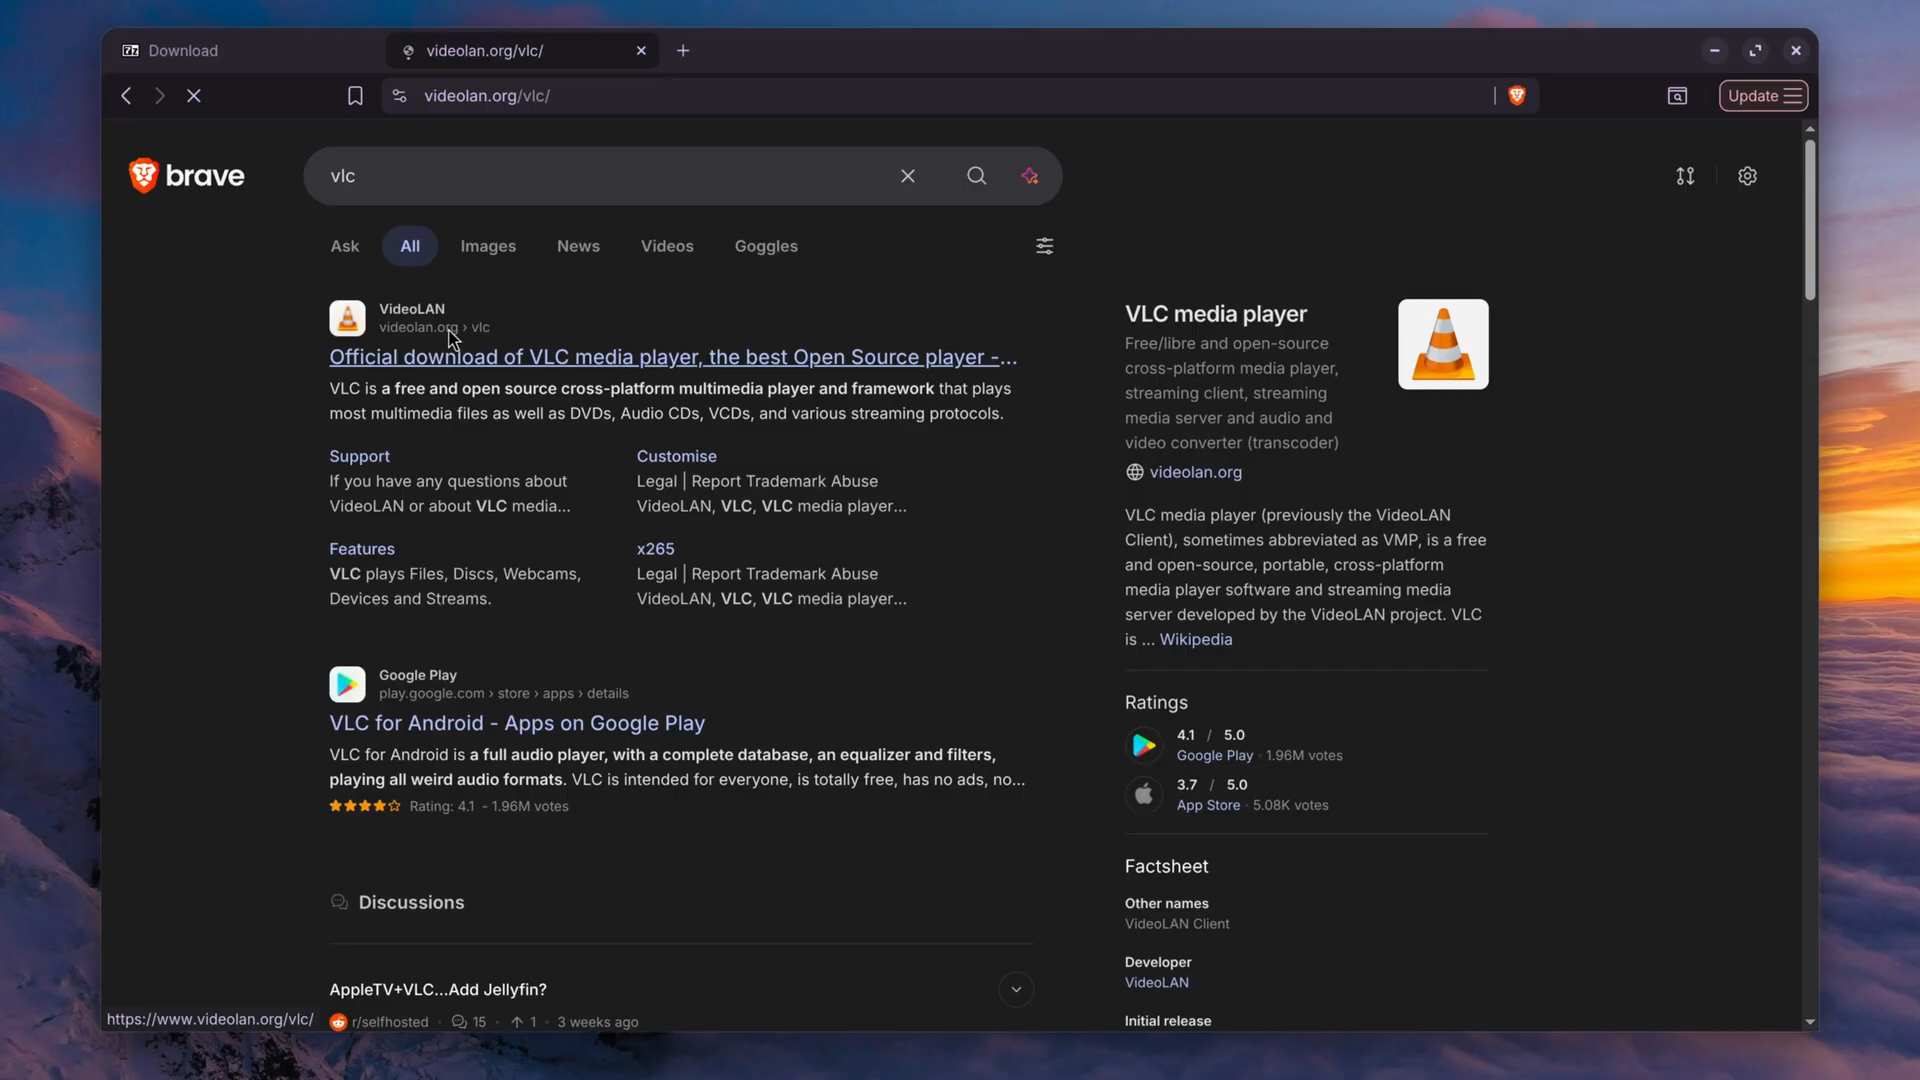 7z Download
videolan.org/vlc/
videolan.org/vlc/
Update
brave
vlc
Ask
All
Images
News
Videos
Goggles
VideoLAN
videolan.org › vlc
Official download of VLC media player, the best Open Source player -...
VLC is a free and open source cross-platform multimedia player and framework that plays
most multimedia files as well as DVDs, Audio CDs, VCDs, and various streaming protocols.
Support
If you have any questions about
VideoLAN or about VLC media...
Customise
Legal | Report Trademark Abuse
VideoLAN, VLC, VLC media player...
Features
VLC plays Files, Discs, Webcams,
Devices and Streams.
x265
Legal | Report Trademark Abuse
VideoLAN, VLC, VLC media player...
Google Play
play.google.com › store › apps › details
VLC for Android - Apps on Google Play
VLC for Android is a full audio player, with a complete database, an equalizer and filters,
playing all weird audio formats. VLC is intended for everyone, is totally free, has no ads, no...
Rating: 4.1 - 1.96M votes
Discussions
AppleTV+VLC...Add Jellyfin?
r/selfhosted · 15 · 1 · 3 weeks ago
VLC media player
Free/libre and open-source
cross-platform media player,
streaming client, streaming
media server and audio and
video converter (transcoder)
videolan.org
VLC media player (previously the VideoLAN
Client), sometimes abbreviated as VMP, is a free
and open-source, portable, cross-platform
media player software and streaming media
server developed by the VideoLAN project. VLC
is ... Wikipedia
Ratings
4.1 / 5.0
Google Play · 1.96M votes
3.7 / 5.0
App Store · 5.08K votes
Factsheet
Other names
VideoLAN Client
Developer
VideoLAN
Initial release
https://www.videolan.org/vlc/